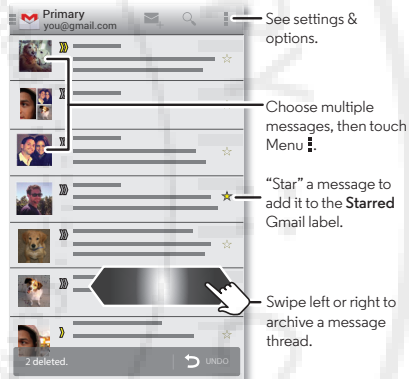 Primary
you@gmail.com
See settings &
options.
Choose multiple
messages, then touch
Menu .
“Star” a message to
add it to the Starred
Gmail label.
Swipe left or right to
archive a message
thread.
2 deleted.
UNDO